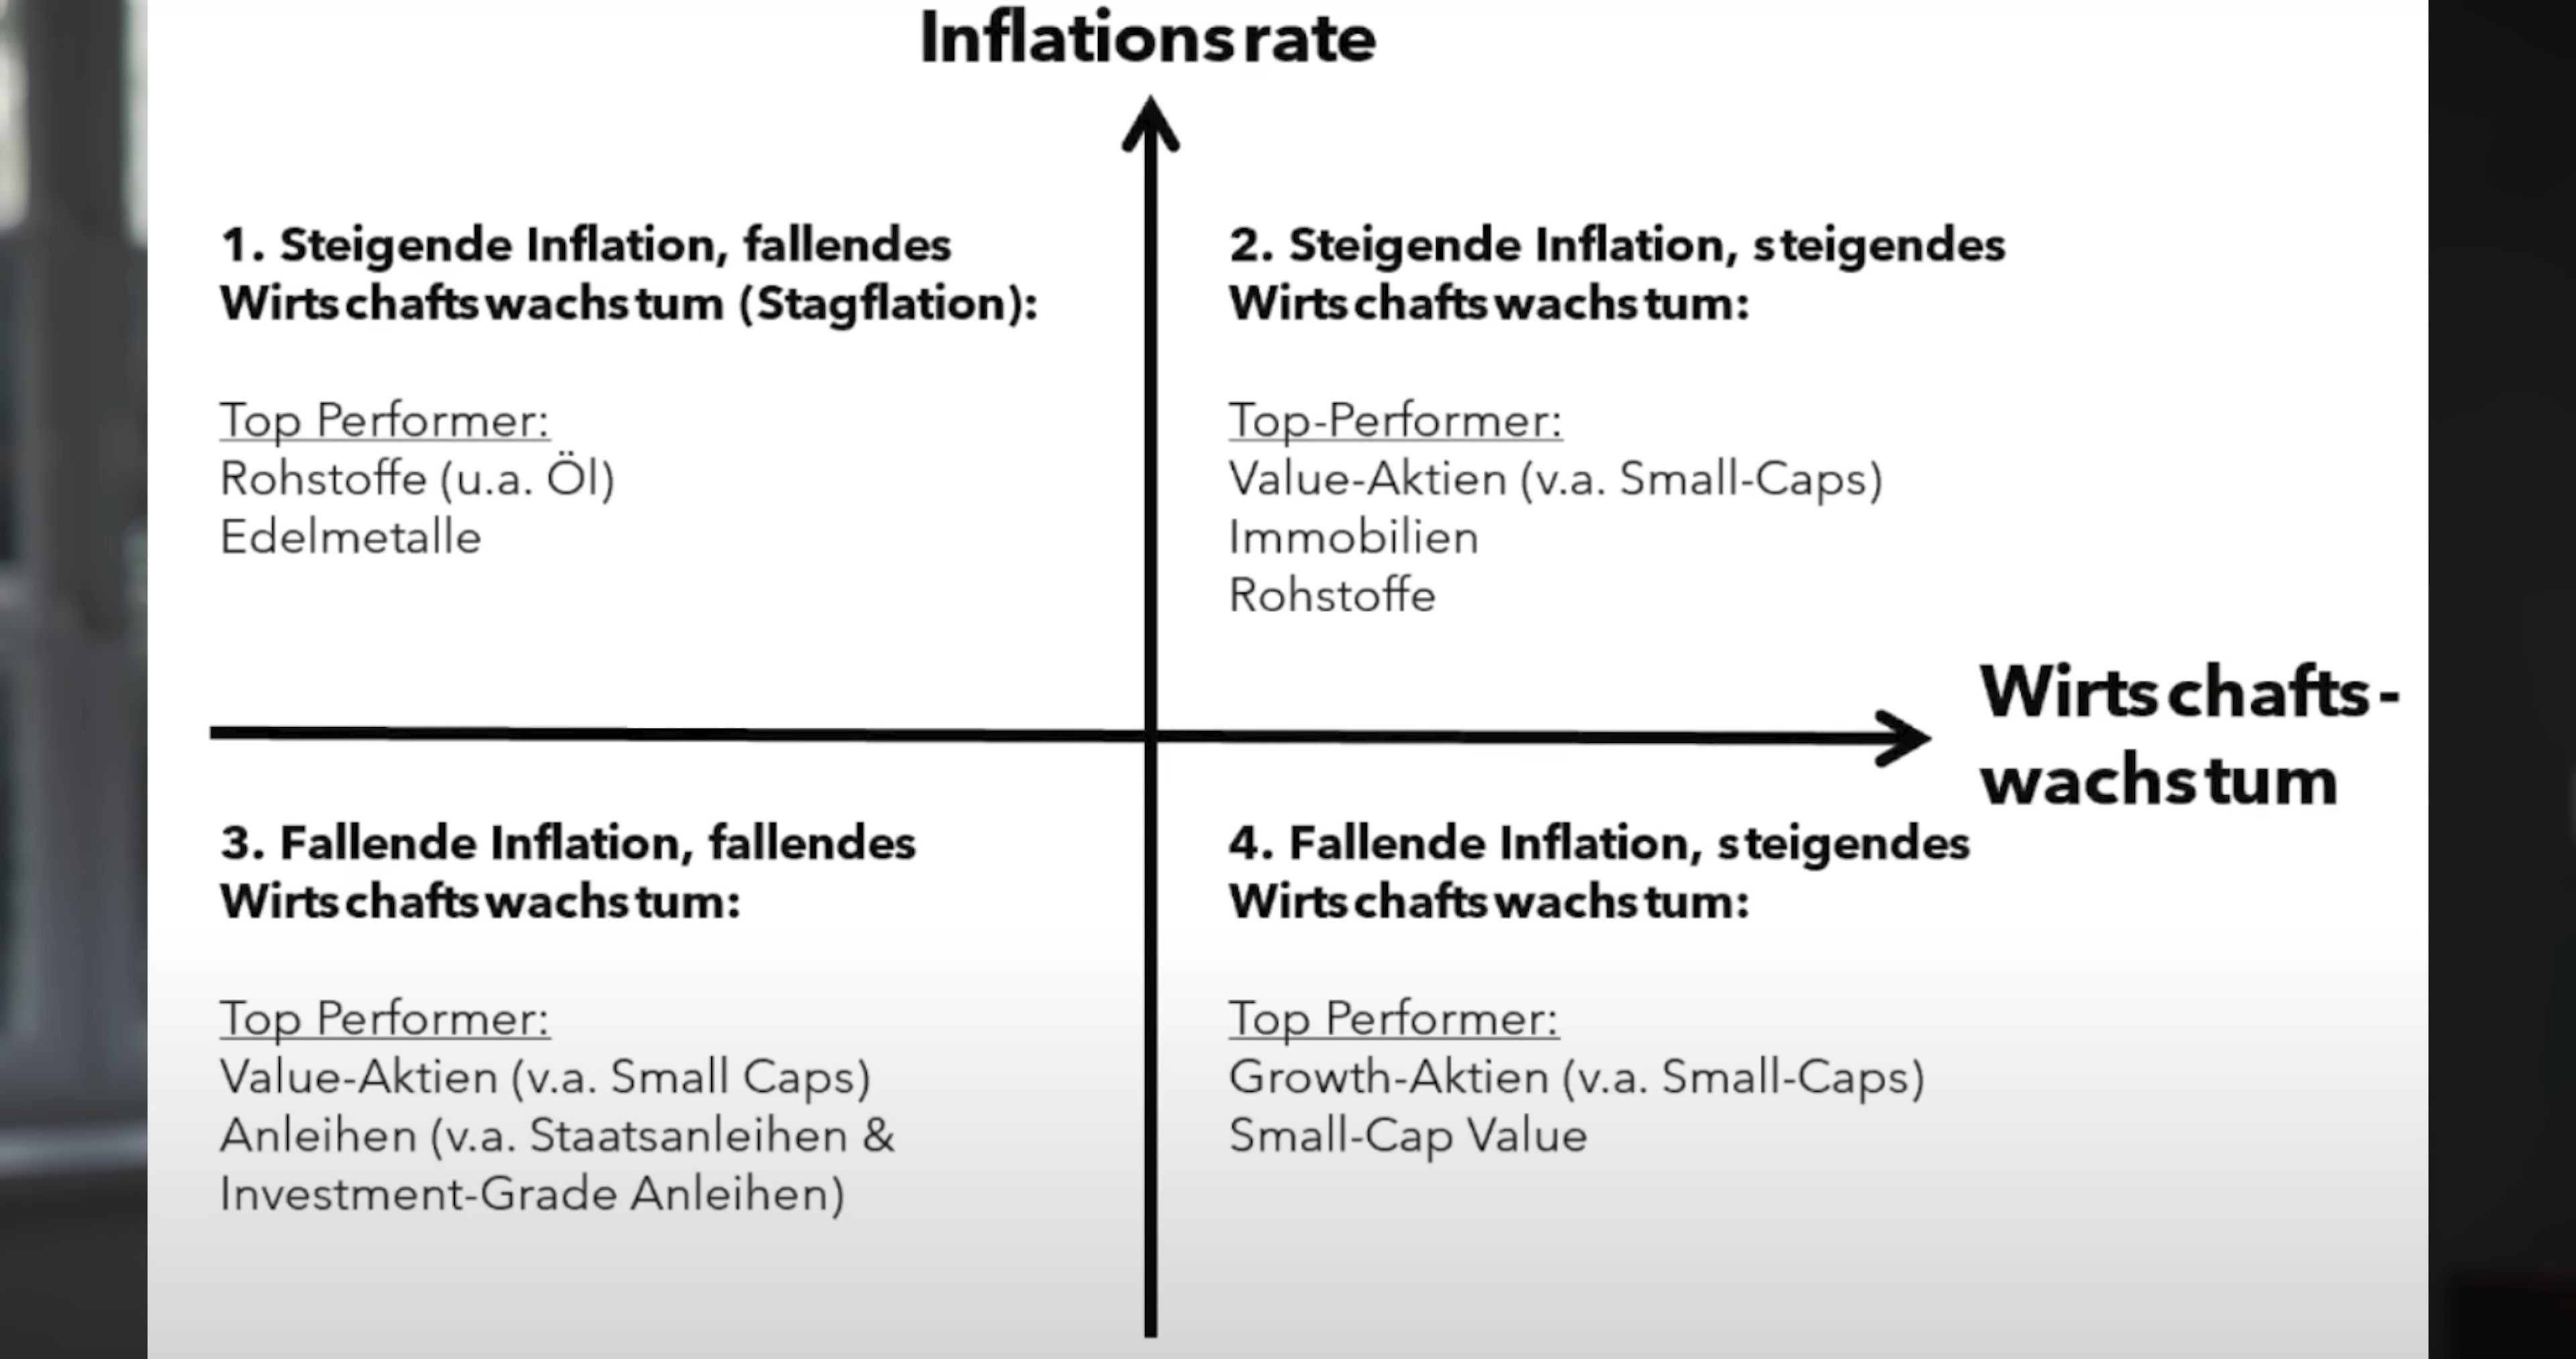 Inflationsrate
1. Steigende Inflation, fallendes
Wirtschaftswachstum (Stagflation):
Top Performer:
Rohstoffe (u.a. Öl)
Edelmetalle
2. Steigende Inflation, steigendes
Wirtschaftswachstum:
Top-Performer:
Value-Aktien (v.a. Small-Caps)
Immobilien
Rohstoffe
Wirtschafts-
wachstum
3. Fallende Inflation, fallendes
Wirtschaftswachstum:
Top Performer:
Value-Aktien (v.a. Small Caps)
Anleihen (v.a. Staatsanleihen &
Investment-Grade Anleihen)
4. Fallende Inflation, steigendes
Wirtschaftswachstum:
Top Performer:
Growth-Aktien (v.a. Small-Caps)
Small-Cap Value